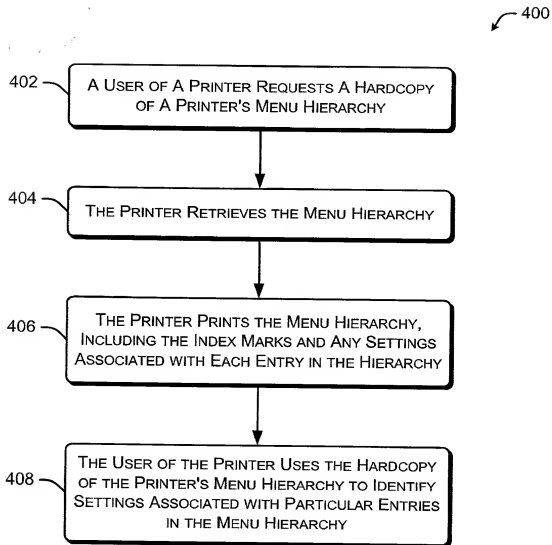 400
402
A USER OF A PRINTER REQUESTS A HARDCOPY
OF A PRINTER'S MENU HIERARCHY
404
THE PRINTER RETRIEVES THE MENU HIERARCHY
406
THE PRINTER PRINTS THE MENU HIERARCHY,
INCLUDING THE INDEX MARKS AND ANY SETTINGS
ASSOCIATED WITH EACH ENTRY IN THE HIERARCHY
408
THE USER OF THE PRINTER USES THE HARDCOPY
OF THE PRINTER'S MENU HIERARCHY TO IDENTIFY
SETTINGS ASSOCIATED WITH PARTICULAR ENTRIES
IN THE MENU HIERARCHY